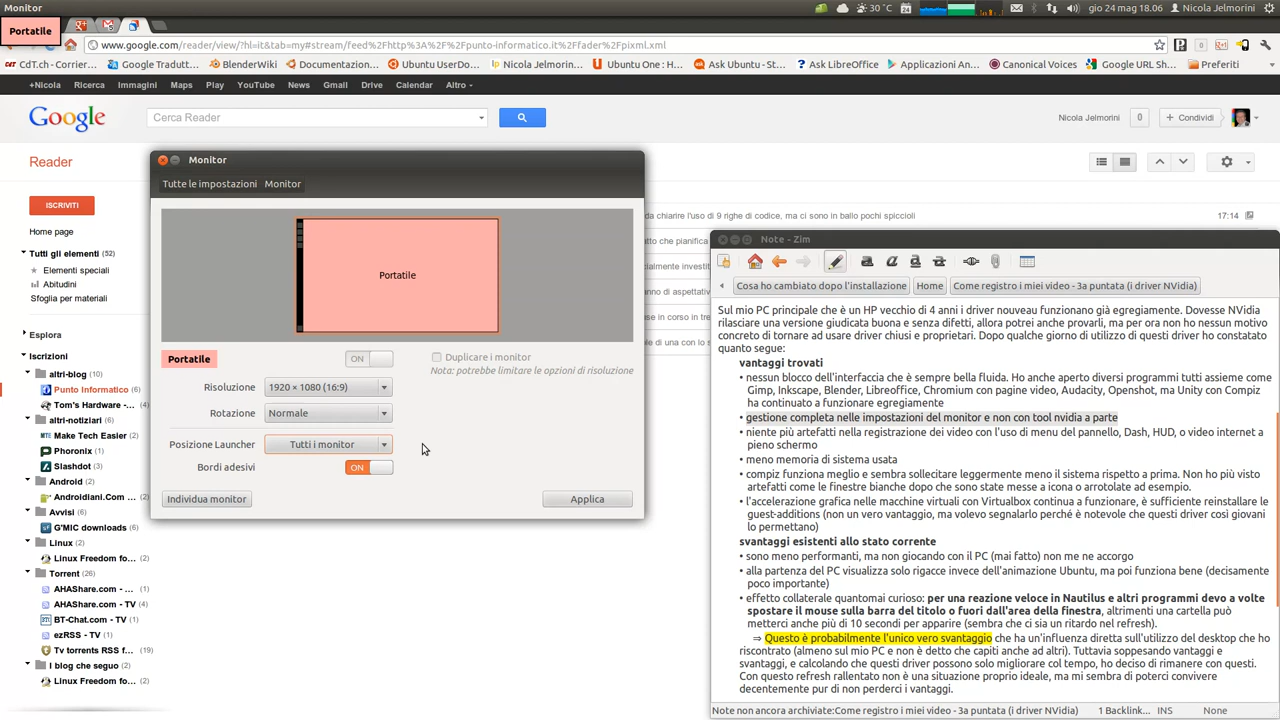 Monitor
30 °C
gio 24 mag 18.06
Nicola Jelmorini
Portatile
www.google.com/reader/view/?hl=it&tab=my#stream/feed%2Fhttp%3A%2F%2Fpunto-informatico.it%2Fader%2Fpixml.xml
CdT.ch - Corrier...
Google Tradutt...
BlenderWiki
Documentazion...
Ubuntu UserDo...
Nicola Jelmorin...
Ubuntu One : H...
Ask Ubuntu - St...
Ask LibreOffice
Applicazioni An...
Canonical Voices
Google URL Sh...
Preferiti
+Nicola Ricerca Immagini Maps Play YouTube News Gmail Drive Calendar Altro
Google
Cerca Reader
Nicola Jelmorini
0
+ Condividi
Reader
ISCRIVITI
Home page
Tutti gli elementi (52)
Elementi speciali
Abitudini
Sfoglia per materiali
Esplora
Iscrizioni
altri-blog (10)
Punto Informatico (6)
Tom's Hardware -... (4)
altri-notiziari (6)
Make Tech Easier (2)
Phoronix (1)
Slashdot (3)
Android (2)
Androidiani.Com ... (2)
Avvisi (2)
G'MIC downloads (2)
Linux (2)
Linux Freedom fo... (2)
Torrent (26)
AHAShare.com - ... (1)
AHAShare.com - TV (4)
BT-Chat.com - TV (1)
ezRSS - TV (1)
Tv torrents RSS f... (19)
I blog che seguo (2)
Linux Freedom fo... (2)
Monitor
Tutte le impostazioni Monitor
Portatile
Portatile
ON
Duplicare i monitor
Nota: potrebbe limitare le opzioni di risoluzione
Risoluzione
1920 × 1080 (16:9)
Rotazione
Normale
Posizione Launcher
Tutti i monitor
Bordi adesivi
ON
Individua monitor
Applica
da chiarire l'uso di 9 righe di codice, ma ci sono in ballo pochi spiccioli
17:14
atto che pianifica
ializzata investit
anno di aspettativ
use in corso in tre
ole di una con lo s
Note - Zim
Cosa ho cambiato dopo l'installazione
Home
Come registro i miei video - 3a puntata (i driver NVidia)
Sul mio PC principale che è un HP vecchio di 4 anni i driver nouveau funzionano già egregiamente. Dovesse NVidia
rilasciare una versione giudicata buona e senza difetti, allora potrei anche provarli, ma per ora non ho nessun motivo
concreto di tornare ad usare driver chiusi e proprietari. Dopo qualche giorno di utilizzo di questi driver ho constatato
quanto segue:
vantaggi trovati
• nessun blocco dell'interfaccia che è sempre bella fluida. Ho anche aperto diversi programmi tutti assieme come
Gimp, Inkscape, Blender, Libreoffice, Chromium con pagine video, Audacity, Openshot, ma Unity con Compiz
ha continuato a funzionare egregiamente
• gestione completa nelle impostazioni del monitor e non con tool nvidia a parte
• niente più artefatti nella registrazione dei video con l'uso di menu del pannello, Dash, HUD, o video internet a
pieno schermo
• meno memoria di sistema usata
• compiz funziona meglio e sembra sollecitare leggermente meno il sistema rispetto a prima. Non ho più visto
artefatti come le finestre bianche dopo che sono state messe a icona o arrotolate ad esempio.
• l'accelerazione grafica nelle macchine virtuali con Virtualbox continua a funzionare, è sufficiente reinstallare le
guest-additions (non un vero vantaggio, ma volevo segnalarlo perché è notevole che questi driver così giovani
lo permettano)
svantaggi esistenti allo stato corrente
• sono meno performanti, ma non giocando con il PC (mai fatto) non me ne accorgo
• alla partenza del PC visualizza solo rigacce invece dell'animazione Ubuntu, ma poi funziona bene (decisamente
poco importante)
• effetto collaterale quantomai curioso: per una reazione veloce in Nautilus e altri programmi devo a volte
spostare il mouse sulla barra del titolo o fuori dall'area della finestra, altrimenti una cartella può
metterci anche più di 10 secondi per apparire (sembra che ci sia un ritardo nel refresh).
⇒ Questo è probabilmente l'unico vero svantaggio che ha un'influenza diretta sull'utilizzo del desktop che ho
riscontrato (almeno sul mio PC e non è detto che capiti anche ad altri). Tuttavia soppesando vantaggi e
svantaggi, e calcolando che questi driver possono solo migliorare col tempo, ho deciso di rimanere con questi.
Con questo refresh rallentato non è una situazione proprio ideale, ma mi sembra di poterci convivere
decentemente pur di non perderci i vantaggi.
Note non ancora archiviate:Come registro i miei video - 3a puntata (i driver NVidia)
1 Backlink...
INS
None